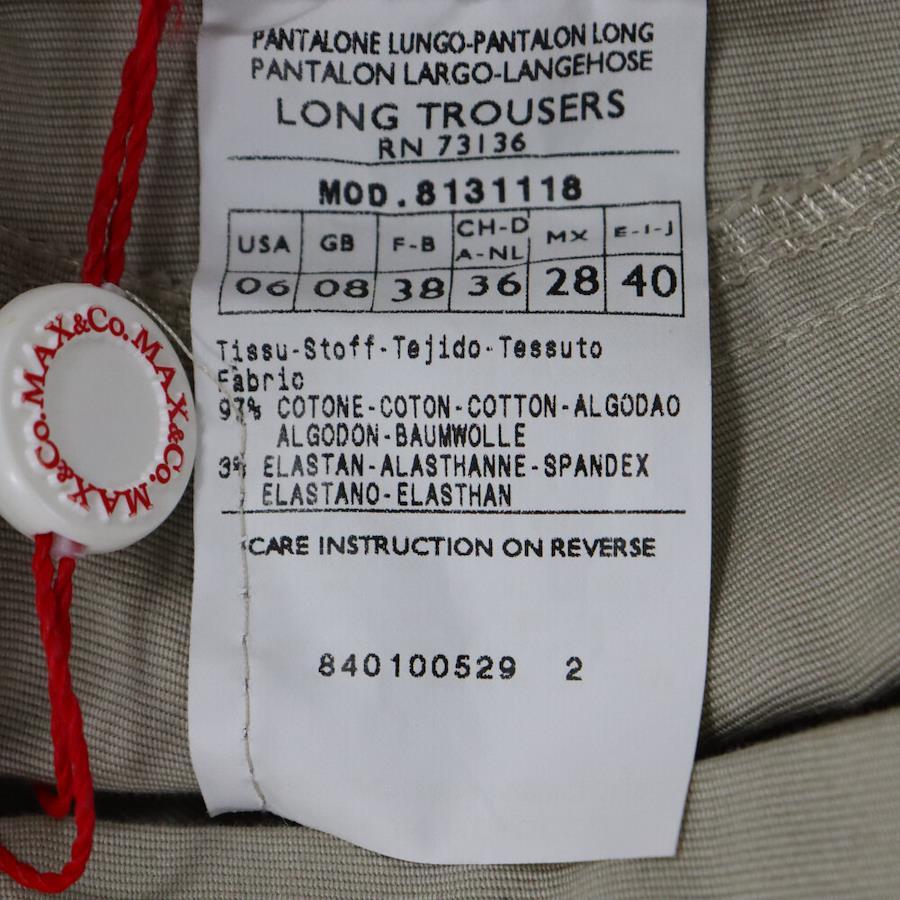 PANTALONE LUNGO-PANTALON LONG
PANTALON LARGO-LANGEHOSE
LONG TROUSERS
RN 73136
MOD.8131118
USA GB F-B CH-D A-NL MX E-I-J
06 08 38 36 28 40
Tissu-Stoff-Tejido-Tessuto
Fabric
97% COTONE-COTON-COTTON-ALGODAO
ALGODON-BAUMWOLLE
3% ELASTAN-ALASTHANNE-SPANDEX
ELASTANO-ELASTHAN
CARE INSTRUCTION ON REVERSE
840100529 2
MAX&Co.MAX&Co.MAX&Co.